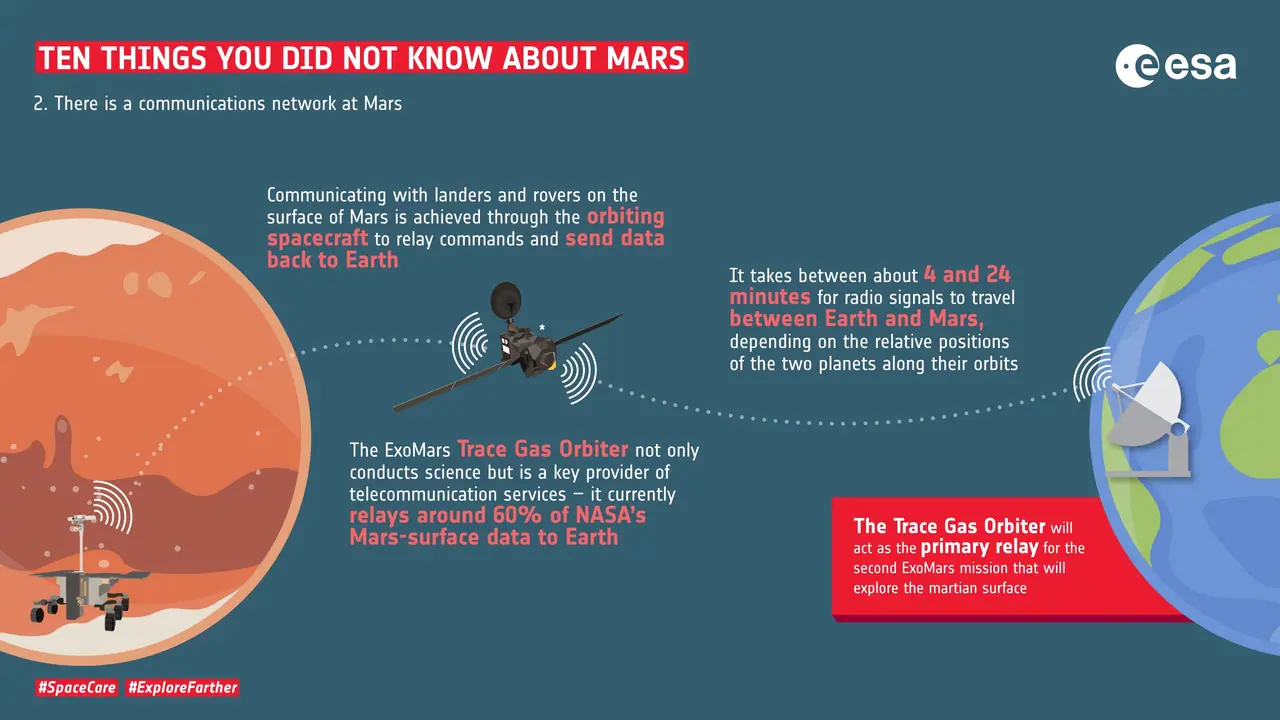 TEN THINGS YOU DID NOT KNOW ABOUT MARS
esa
2. There is a communications network at Mars
Communicating with landers and rovers on the
surface of Mars is achieved through the orbiting
spacecraft to relay commands and send data
back to Earth
*
It takes between about 4 and 24
minutes for radio signals to travel
between Earth and Mars,
depending on the relative positions
of the two planets along their orbits
The ExoMars Trace Gas Orbiter not only
conducts science but is a key provider of
telecommunication services – it currently
relays around 60% of NASA's
Mars-surface data to Earth
The Trace Gas Orbiter will
act as the primary relay for the
second ExoMars mission that will
explore the martian surface
#SpaceCare #ExploreFarther